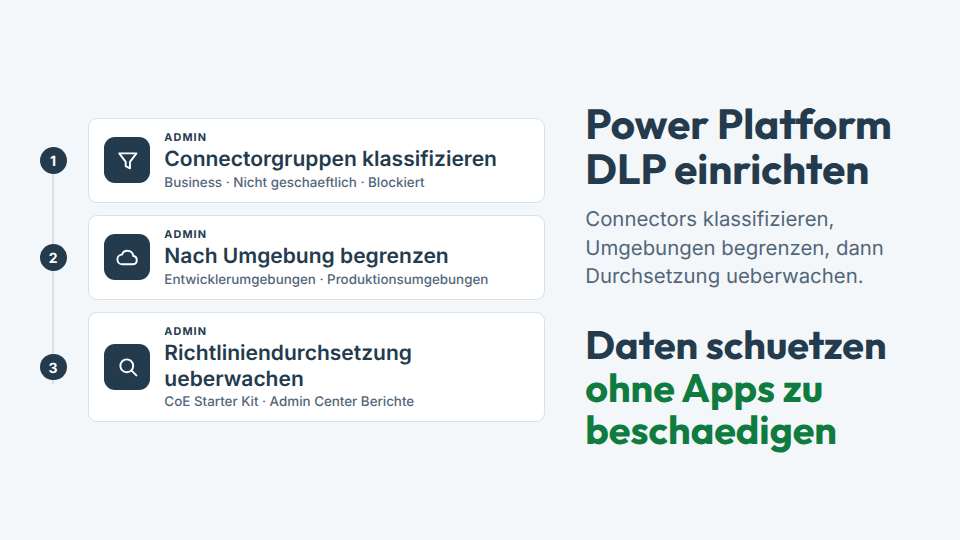 1
ADMIN
Connectorgruppen klassifizieren
Business · Nicht geschaeftlich · Blockiert
2
ADMIN
Nach Umgebung begrenzen
Entwicklerumgebungen · Produktionsumgebungen
3
ADMIN
Richtliniendurchsetzung
ueberwachen
CoE Starter Kit · Admin Center Berichte
Power Platform
DLP einrichten
Connectors klassifizieren,
Umgebungen begrenzen, dann
Durchsetzung ueberwachen.
Daten schuetzen
ohne Apps zu
beschaedigen